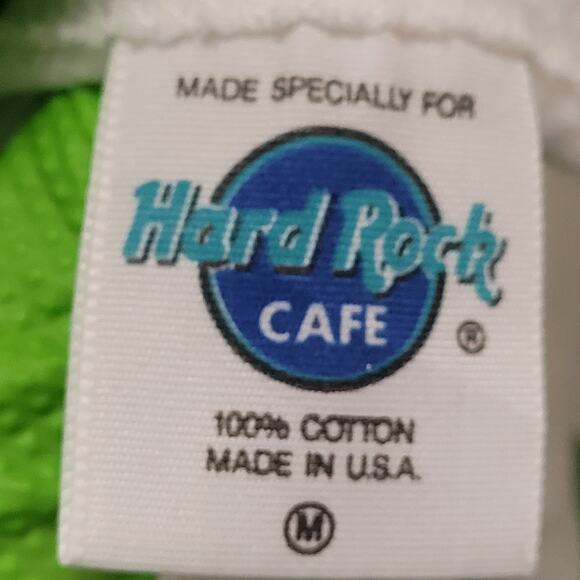 MADE SPECIALLY FOR
Hard Rock
CAFE
®
100% COTTON
MADE IN U.S.A.
M